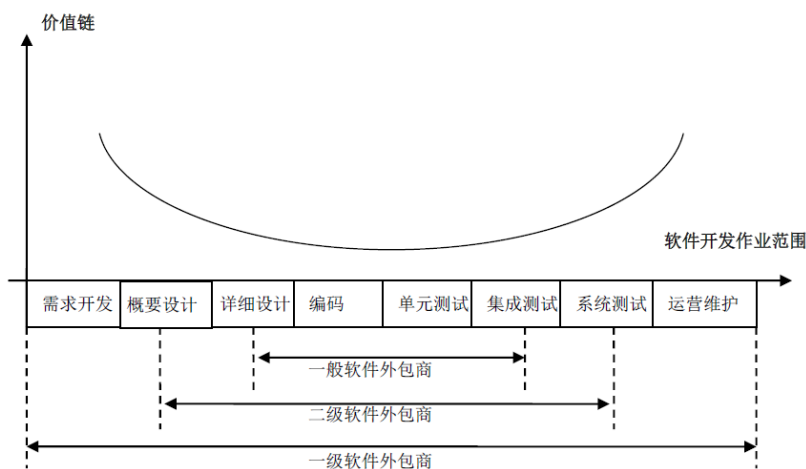 价值链
软件开发作业范围
需求开发 概要设计 详细设计 编码 单元测试 集成测试 系统测试 运营维护
一般软件外包商
二级软件外包商
一级软件外包商